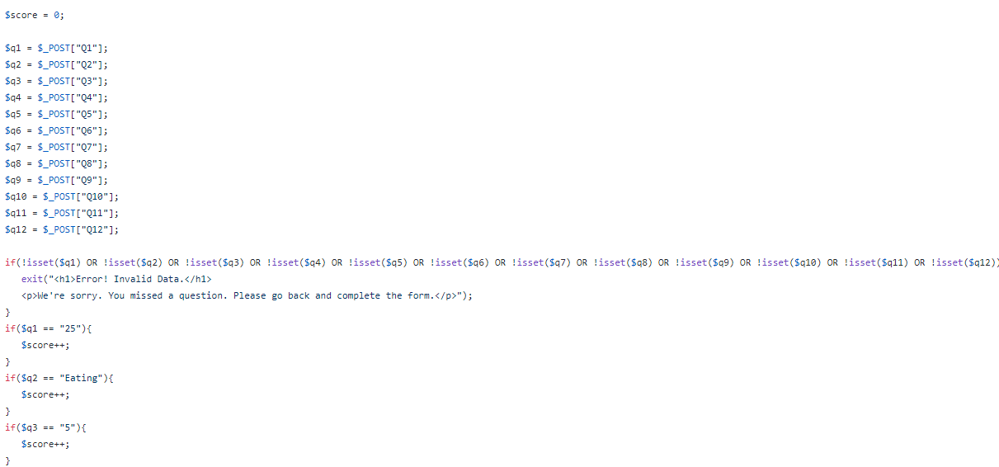 $score = 0;
$q1 = $_POST["Q1"];
$q2 = $_POST["Q2"];
$q3 = $_POST["Q3"];
$q4 = $_POST["Q4"];
$q5 = $_POST["Q5"];
$q6 = $_POST["Q6"];
$q7 = $_POST["Q7"];
$q8 = $_POST["Q8"];
$q9 = $_POST["Q9"];
$q10 = $_POST["Q10"];
$q11 = $_POST["Q11"];
$q12 = $_POST["Q12"];
if(!isset($q1) OR !isset($q2) OR !isset($q3) OR !isset($q4) OR !isset($q5) OR !isset($q6) OR !isset($q7) OR !isset($q8) OR !isset($q9) OR !isset($q10) OR !isset($q11) OR !isset($q12))
exit("<h1>Error! Invalid Data.</h1>
<p>We're sorry. You missed a question. Please go back and complete the form.</p>");
}
if($q1 == "25"){
$score++;
}
if($q2 == "Eating"){
$score++;
}
if($q3 == "5"){
$score++;
}